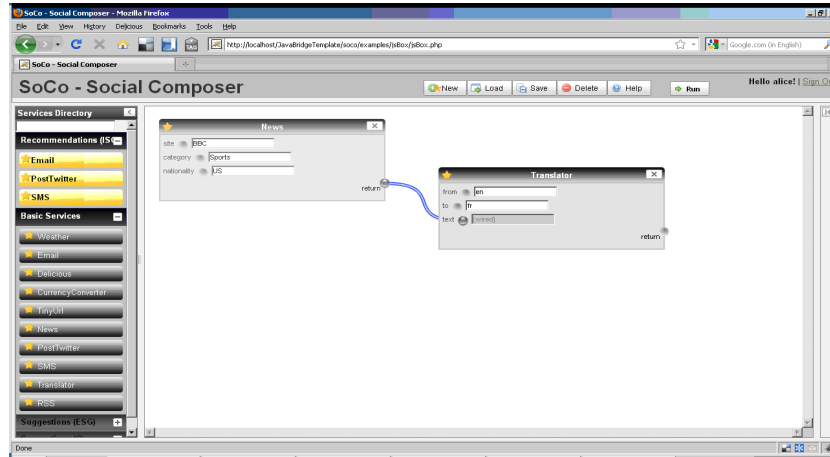 SoCo - Social Composer - Mozilla Firefox
File Edit View History Delicious Bookmarks Tools Help
http://localhost/JavaBridgeTemplate/soco/examples/jsBox/jsBox.php
Google.com (in English)
SoCo - Social Composer
SoCo - Social Composer
New Load Save Delete Help Run
Hello alice! | Sign O
Services Directory
Recommendations (IS
Email
PostTwitter
SMS
Basic Services
Weather
Email
Delicious
CurrencyConverter
TinyUrl
News
PostTwitter
SMS
Translator
RSS
Suggestions (ESG)
News
site BBC
category Sports
nationality US
return
Translator
from en
to fr
text [wired]
return
Done